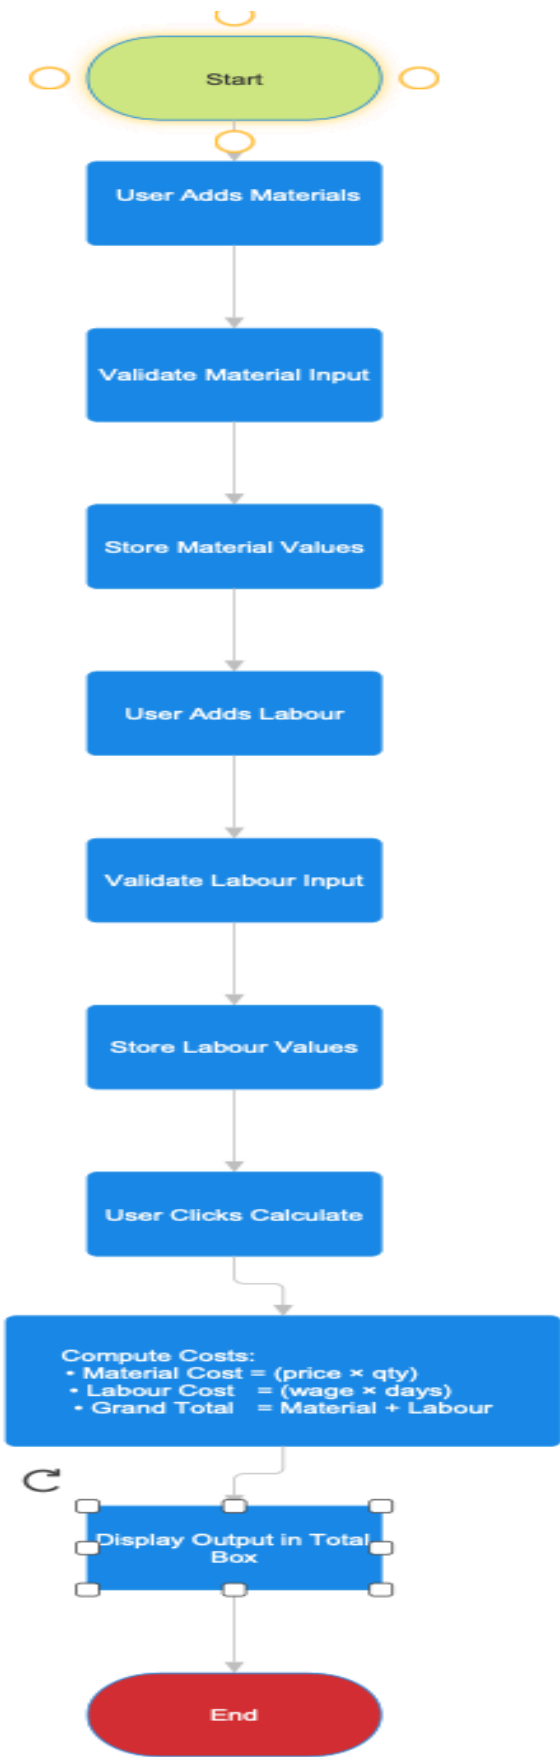 Start
User Adds Materials
Validate Material Input
Store Material Values
User Adds Labour
Validate Labour Input
Store Labour Values
User Clicks Calculate
Compute Costs:
• Material Cost = (price × qty)
• Labour Cost = (wage × days)
• Grand Total = Material + Labour
Display Output in Total
Box
End